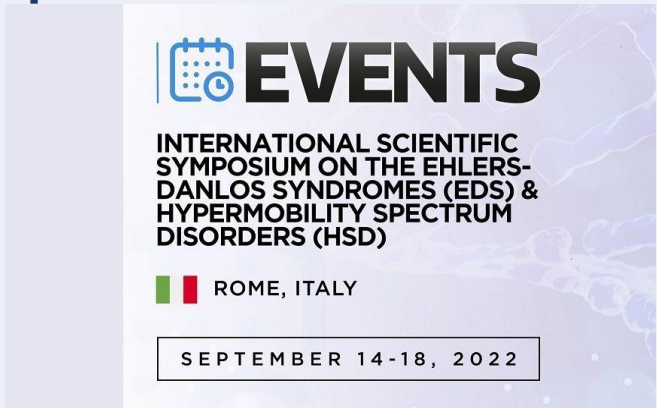 EVENTS
INTERNATIONAL SCIENTIFIC
SYMPOSIUM ON THE EHLERS-
DANLOS SYNDROMES (EDS) &
HYPERMOBILITY SPECTRUM
DISORDERS (HSD)
ROME, ITALY
SEPTEMBER 14-18, 2022